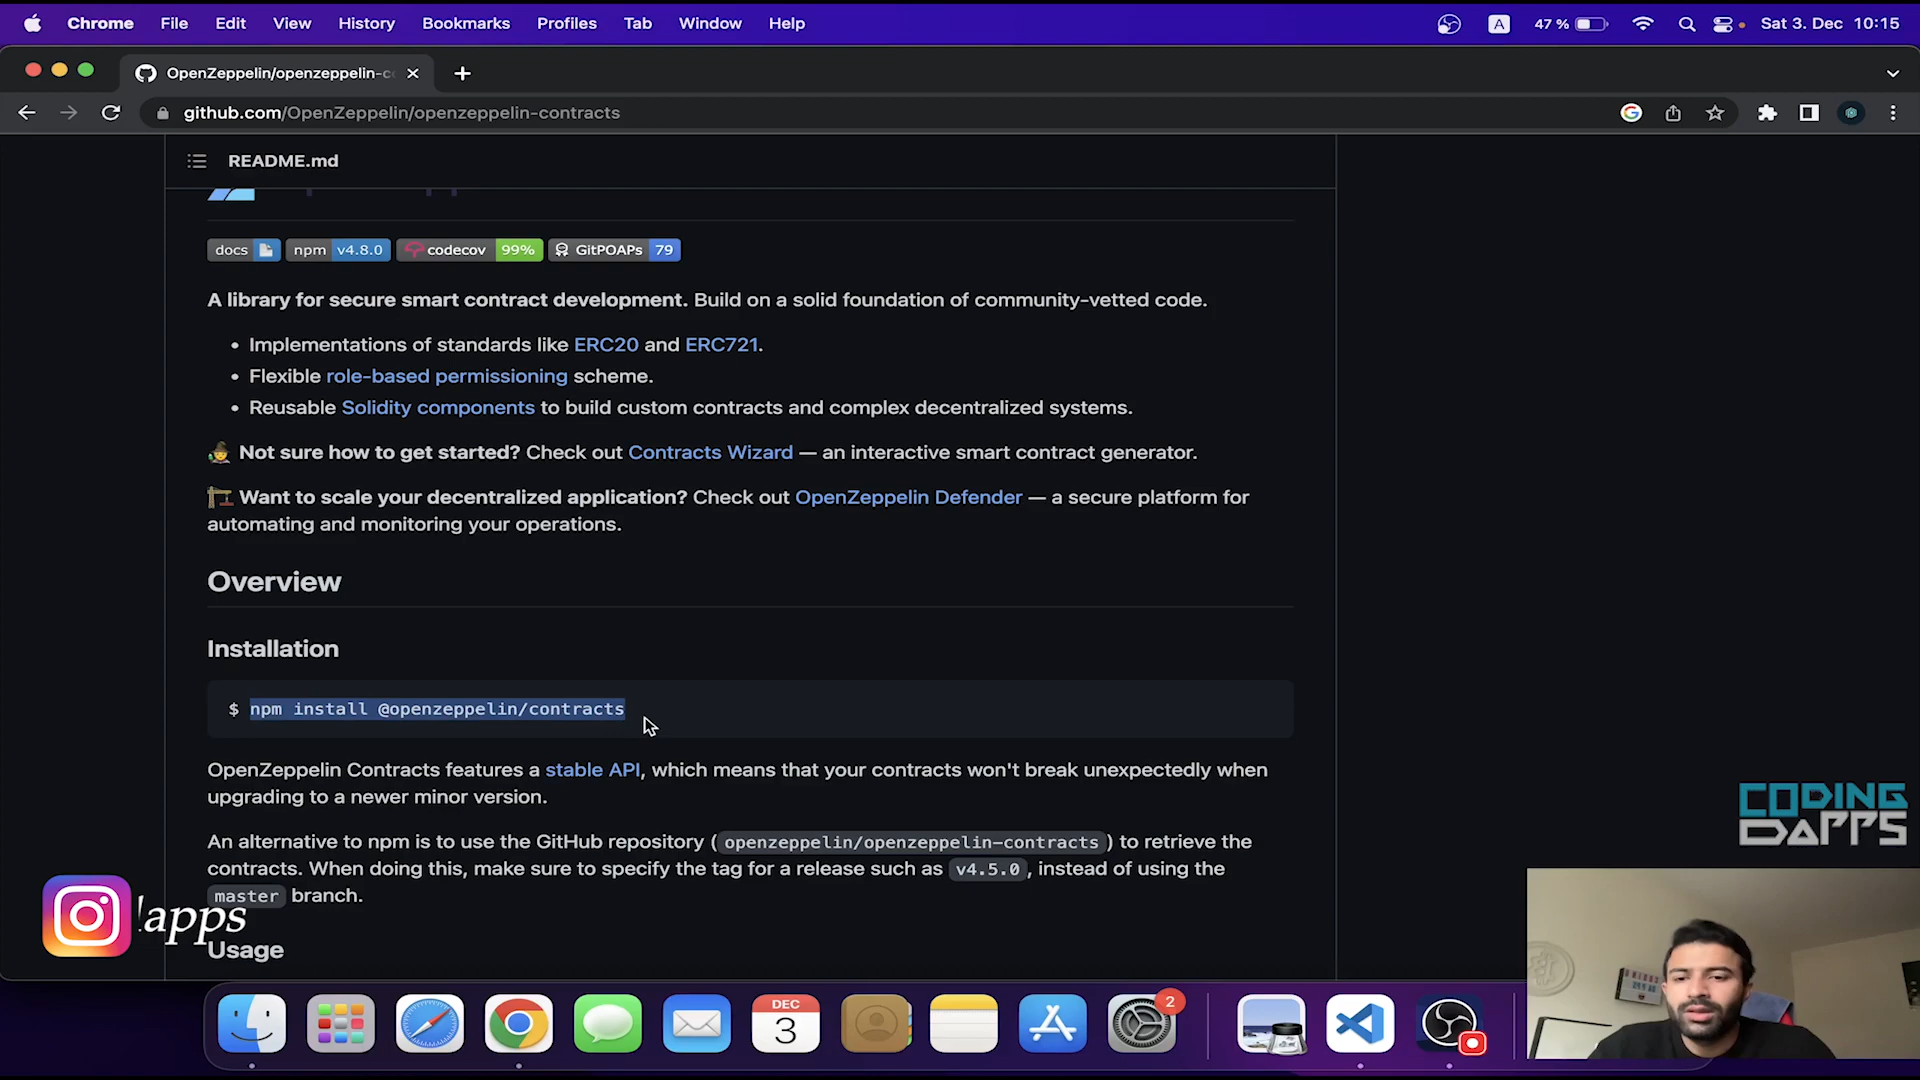 Chrome File Edit View History Bookmarks Profiles Tab Window Help A 47 % Sat 3. Dec 10:15
OpenZeppelin/openzeppelin-c
github.com/OpenZeppelin/openzeppelin-contracts
README.md
docs npm v4.8.0 codecov 99% GitPOAPs 79
A library for secure smart contract development. Build on a solid foundation of community-vetted code.
• Implementations of standards like ERC20 and ERC721.
• Flexible role-based permissioning scheme.
• Reusable Solidity components to build custom contracts and complex decentralized systems.
Not sure how to get started? Check out Contracts Wizard — an interactive smart contract generator.
Want to scale your decentralized application? Check out OpenZeppelin Defender — a secure platform for
automating and monitoring your operations.
Overview
Installation
$ npm install @openzeppelin/contracts
OpenZeppelin Contracts features a stable API, which means that your contracts won't break unexpectedly when
upgrading to a newer minor version.
An alternative to npm is to use the GitHub repository (openzeppelin/openzeppelin-contracts) to retrieve the
contracts. When doing this, make sure to specify the tag for a release such as v4.5.0, instead of using the
master branch.
apps
Usage
CODING
DAPPS
DEC
3
2